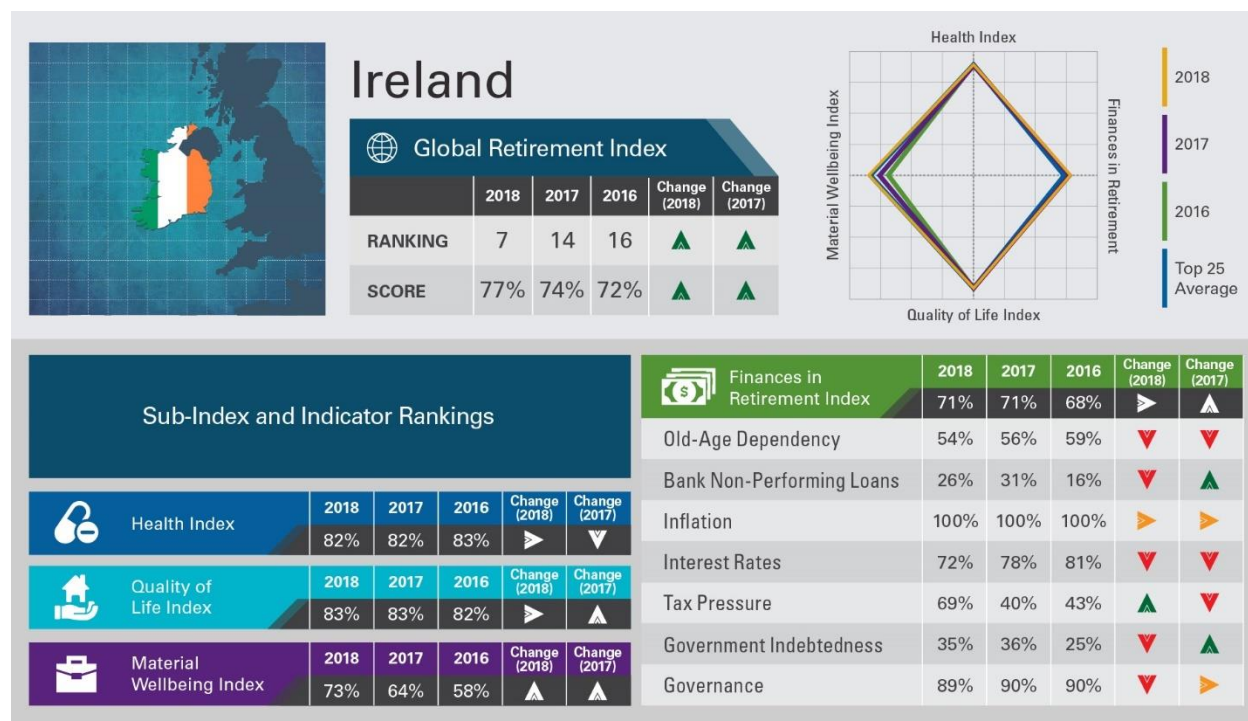 Ireland
Global Retirement Index
2018 2017 2016 Change (2018) Change (2017)
RANKING 7 14 16
SCORE 77% 74% 72%
Health Index
Material Wellbeing Index
Finances in Retirement
Quality of Life Index
2018
2017
2016
Top 25
Average
Sub-Index and Indicator Rankings
Health Index
2018 2017 2016 Change (2018) Change (2017)
82% 82% 83%
Quality of
Life Index
2018 2017 2016 Change (2018) Change (2017)
83% 83% 82%
Material
Wellbeing Index
2018 2017 2016 Change (2018) Change (2017)
73% 64% 58%
Finances in
Retirement Index
2018 2017 2016 Change (2018) Change (2017)
71% 71% 68%
Old-Age Dependency 54% 56% 59%
Bank Non-Performing Loans 26% 31% 16%
Inflation 100% 100% 100%
Interest Rates 72% 78% 81%
Tax Pressure 69% 40% 43%
Government Indebtedness 35% 36% 25%
Governance 89% 90% 90%